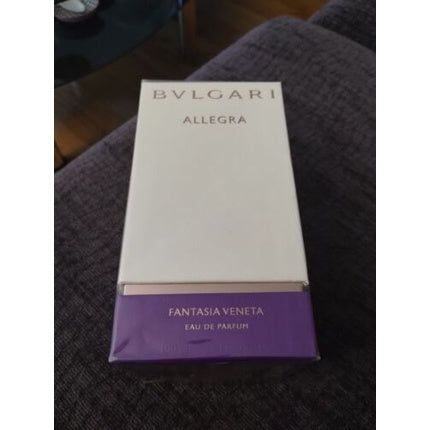 BVLGARI
ALLEGRA
FANTASIA VENETA
EAU DE PARFUM